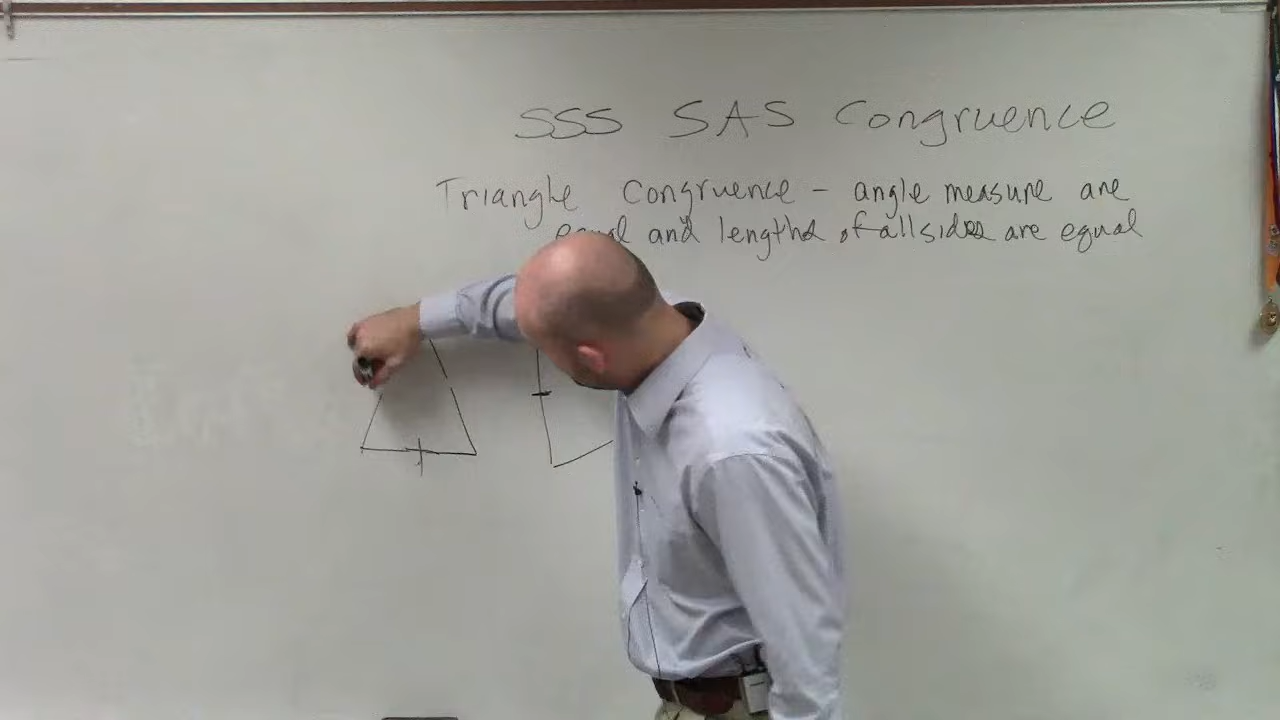 SSS SAS Congruence
Triangle Congruence - angle measure are
equal and lengths of all sides are equal